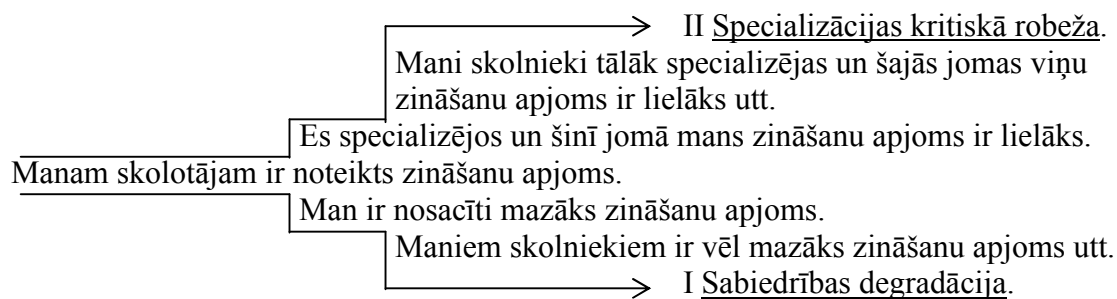 II Specializācijas kritiskā robeža.
Mani skolnieki tālāk specializējas un šajās jomas viņu
zināšanu apjoms ir lielāks utt.
Es specializējos un šinī jomā mans zināšanu apjoms ir lielāks.
Manam skolotājam ir noteikts zināšanu apjoms.
Man ir nosacīti mazāks zināšanu apjoms.
Maniem skolniekiem ir vēl mazāks zināšanu apjoms utt.
I Sabiedrības degradācija.